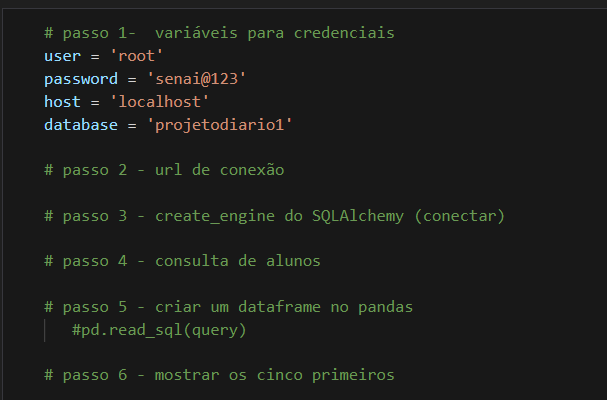 # passo 1-  variáveis para credenciais
user = 'root'
password = 'senai@123'
host = 'localhost'
database = 'projetodiario1'
# passo 2 - url de conexão
# passo 3 - create_engine do SQLAlchemy (conectar)
# passo 4 - consulta de alunos
# passo 5 - criar um dataframe no pandas
#pd.read_sql(query)
# passo 6 - mostrar os cinco primeiros